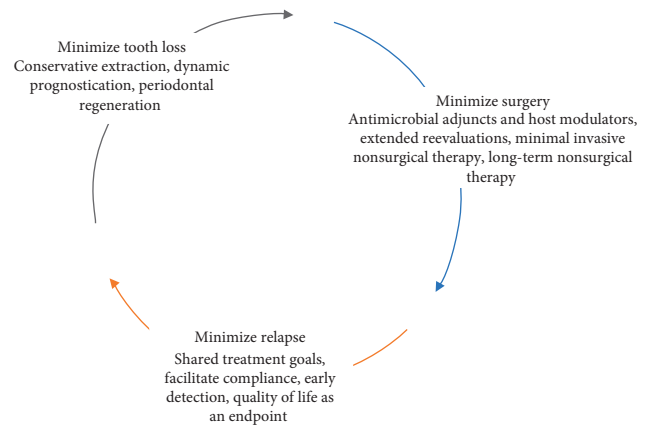 Minimize tooth loss
Conservative extraction, dynamic
prognostication, periodontal
regeneration
Minimize surgery
Antimicrobial adjuncts and host modulators,
extended reevaluations, minimal invasive
nonsurgical therapy, long-term nonsurgical
therapy
Minimize relapse
Shared treatment goals,
facilitate compliance, early
detection, quality of life as
an endpoint